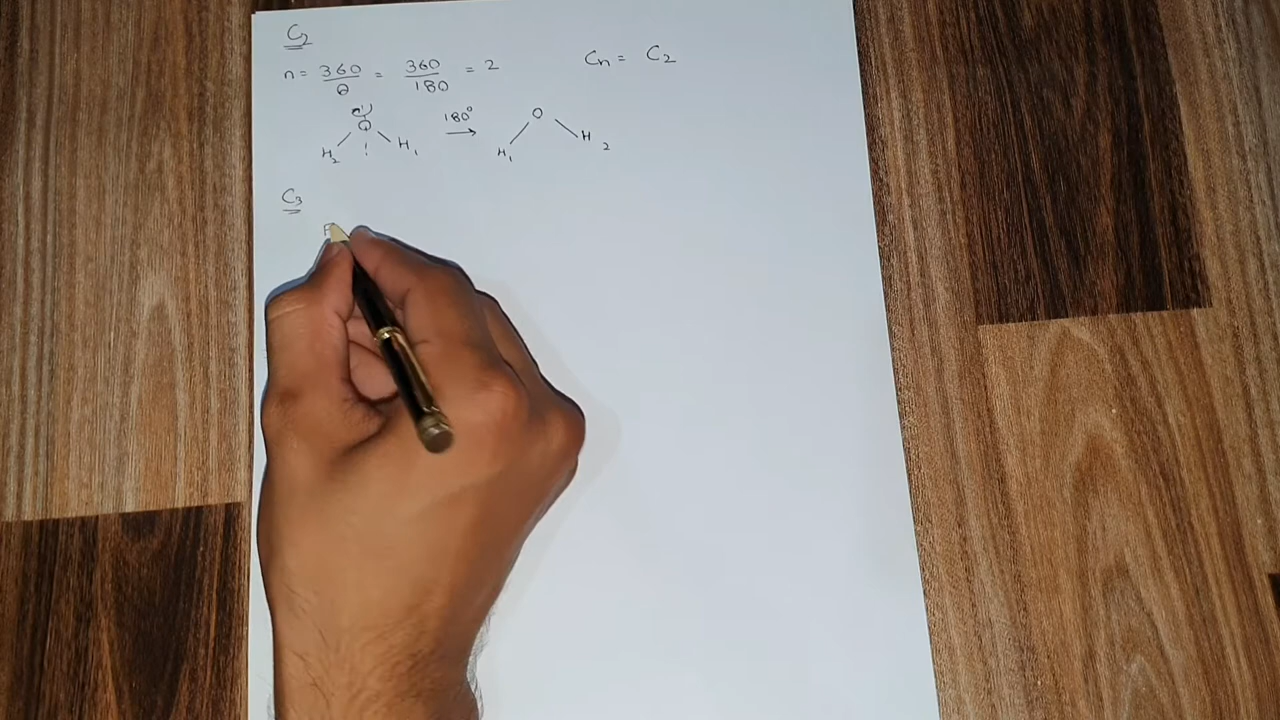 C2
n = 360/θ = 360/180 = 2 Cn = C2
O 180° → O
H2 H1 H1 H2
C3
F